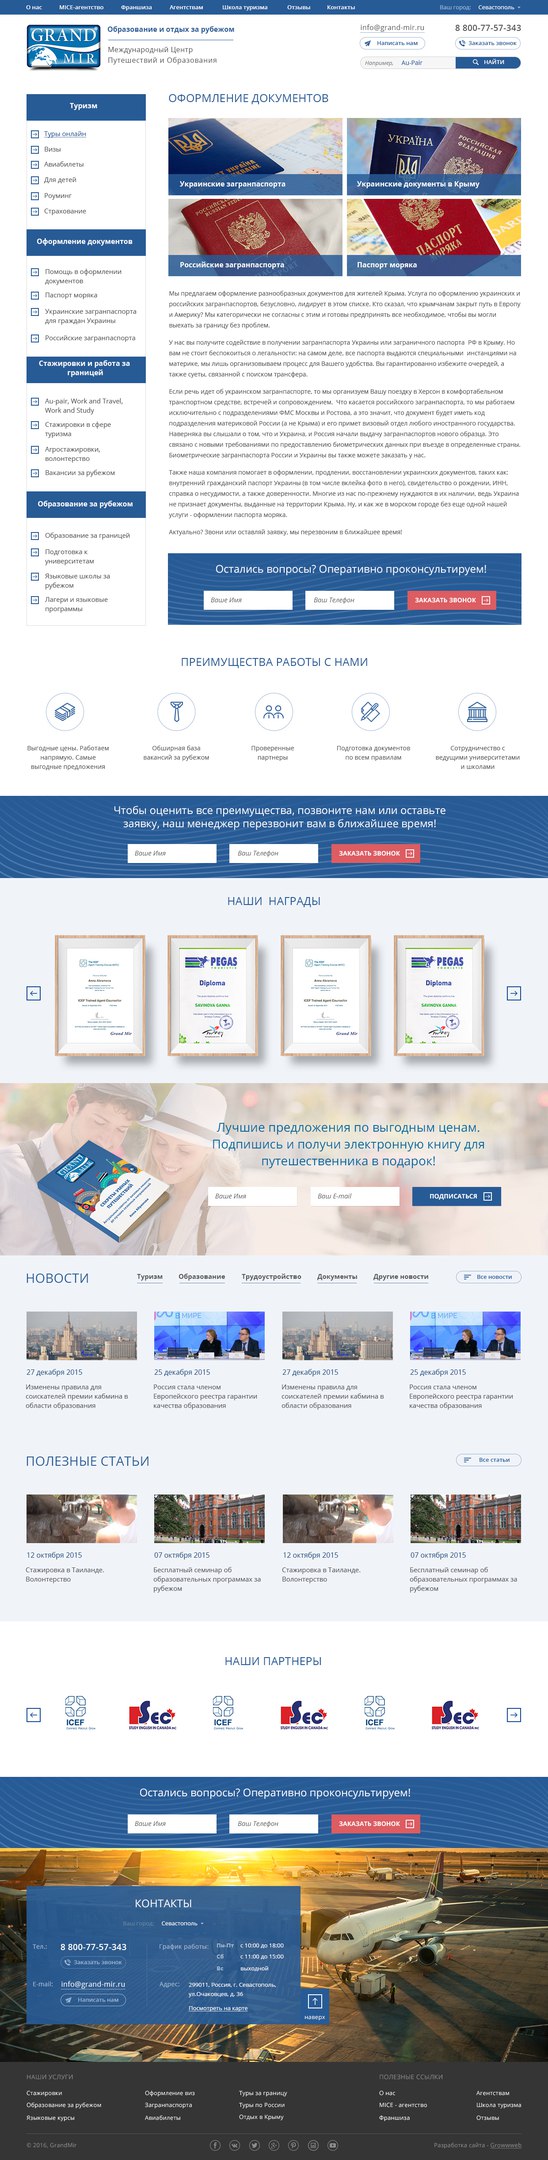 О нас MICE-агентство Франшиза Агентствам Школа туризма Отзывы Контакты Ваш город: Севастополь
GRAND MIR
Образование и отдых за рубежом
Международный Центр
Путешествий и Образования
info@grand-mir.ru 8 800-77-57-343
Написать нам Заказать звонок
Например, Au-Pair НАЙТИ
Туризм
Туры онлайн
Визы
Авиабилеты
Для детей
Роуминг
Страхование
Оформление документов
Помощь в оформлении
документов
Паспорт моряка
Украинские загранпаспорта
для граждан Украины
Российские загранпаспорта
Стажировки и работа за
границей
Au-pair, Work and Travel,
Work and Study
Стажировки в сфере
туризма
Агростажировки,
волонтерство
Вакансии за рубежом
Образование за рубежом
Образование за границей
Подготовка к
университетам
Языковые школы за
рубежом
Лагери и языковые
программы
ОФОРМЛЕНИЕ ДОКУМЕНТОВ
Украинские загранпаспорта
УКРАЇНА
Украинские документы в Крыму
Российские загранпаспорта
ПАСПОРТ
МОРЯКА
Паспорт моряка
Мы предлагаем оформление разнообразных документов для жителей Крыма. Услуга по оформлению украинских и
российских загранпаспортов, безусловно, лидирует в этом списке. Кто сказал, что крымчанам закрыт путь в Европу
и Америку? Мы категорически не согласны с этим и готовы предпринять все необходимое, чтобы вы могли
выехать за границу без проблем.
У нас вы получите содействие в получении загранпаспорта Украины или заграничного паспорта РФ в Крыму. Но
вам не стоит беспокоиться о легальности: на самом деле, все паспорта выдаются специальными инстанциями на
материке, мы лишь организовываем процесс для Вашего удобства. Вы гарантированно избежите очередей, а
также суеты, связанной с поиском трансфера.
Если речь идет об украинском загранпаспорте, то мы организуем Вашу поездку в Херсон в комфортабельном
транспортном средстве, встречей и сопровождением. Что касается российского загранпаспорта, то мы работаем
исключительно с подразделениями ФМС Москвы и Ростова, а это значит, что документ будет иметь код
подразделения материковой России (а не Крыма) и его примет визовый отдел любого иностранного государства.
Наверняка вы слышали о том, что и Украина, и Россия начали выдачу загранпаспортов нового образца. Это
связано с новыми требованиями по предоставлению биометрических данных при въезде в определенные страны.
Биометрические загранпаспорта России и Украины вы также можете заказать у нас.
Также наша компания помогает в оформлении, продлении, восстановлении украинских документов, таких как:
внутренний гражданский паспорт Украины (в том числе вклейка фото в него), свидетельство о рождении, ИНН,
справка о несудимости, а также доверенности. Многие из нас по-прежнему нуждаются в их наличии, ведь Украина
не признает документы, выданные на территории Крыма. Ну, и как же в морском городе без еще одной нашей
услуги - оформлении паспорта моряка.
Актуально? Звони или оставляй заявку, мы перезвоним в ближайшее время!
Остались вопросы? Оперативно проконсультируем!
Ваше Имя Ваш Телефон ЗАКАЗАТЬ ЗВОНОК
ПРЕИМУЩЕСТВА РАБОТЫ С НАМИ
Выгодные цены. Работаем
напрямую. Самые
выгодные предложения
Обширная база
вакансий за рубежом
Проверенные
партнеры
Подготовка документов
по всем правилам
Сотрудничество с
ведущими университетами
и школами
Чтобы оценить все преимущества, позвоните нам или оставьте
заявку, наш менеджер перезвонит вам в ближайшее время!
Ваше Имя Ваш Телефон ЗАКАЗАТЬ ЗВОНОК
НАШИ НАГРАДЫ
PEGAS
Diploma
SAVINOVA GANNA
PEGAS
Diploma
SAVINOVA GANNA
Лучшие предложения по выгодным ценам.
Подпишись и получи электронную книгу для
путешественника в подарок!
GRAND MIR
СЕКРЕТЫ УМНЫХ
ПУТЕШЕСТВИЙ
Ваше Имя Ваш E-mail ПОДПИСАТЬСЯ
НОВОСТИ Туризм Образование Трудоустройство Документы Другие новости Все новости
27 декабря 2015
Изменены правила для
соискателей премии кабмина в
области образования
25 декабря 2015
Россия стала членом
Европейского реестра гарантии
качества образования
27 декабря 2015
Изменены правила для
соискателей премии кабмина в
области образования
25 декабря 2015
Россия стала членом
Европейского реестра гарантии
качества образования
ПОЛЕЗНЫЕ СТАТЬИ Все статьи
12 октября 2015
Стажировка в Таиланде.
Волонтерство
07 октября 2015
Бесплатный семинар об
образовательных программах за
рубежом
12 октября 2015
Стажировка в Таиланде.
Волонтерство
07 октября 2015
Бесплатный семинар об
образовательных программах за
рубежом
НАШИ ПАРТНЕРЫ
ICEF SEC ICEF SEC ICEF SEC
Остались вопросы? Оперативно проконсультируем!
Ваше Имя Ваш Телефон ЗАКАЗАТЬ ЗВОНОК
КОНТАКТЫ
Ваш город: Севастополь
Тел.: 8 800-77-57-343
Заказать звонок
E-mail: info@grand-mir.ru
Написать нам
График работы: Пн-Пт с 10:00 до 18:00
Сб с 11:00 до 15:00
Вс выходной
Адрес: 299011, Россия, г. Севастополь,
ул.Очаковцев, д. 36
Посмотреть на карте
наверх
НАШИ УСЛУГИ
Стажировки Оформление виз Туры за границу
Образование за рубежом Загранпаспорта Туры по России
Языковые курсы Авиабилеты Отдых в Крыму
ПОЛЕЗНЫЕ ССЫЛКИ
О нас Агентствам
MICE - агентство Школа туризма
Франшиза Отзывы
© 2016, GrandMir
Разработка сайта - Growwweb